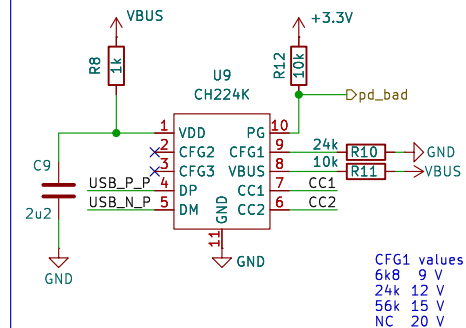 VBUS
+3.3V
R8
1k
R12
10k
U9
CH224K
pd_bad
1 VDD
PG 10
2 CFG2
CFG1 9
24k
R10
GND
3 CFG3
VBUS 8
10k
R11
VBUS
C9
2u2
USB_P_P
4 DP
CC1 7
CC1
USB_N_P
5 DM
CC2 6
CC2
GND
11
GND
GND
CFG1 values
6k8 9 V
24k 12 V
56k 15 V
NC 20 V